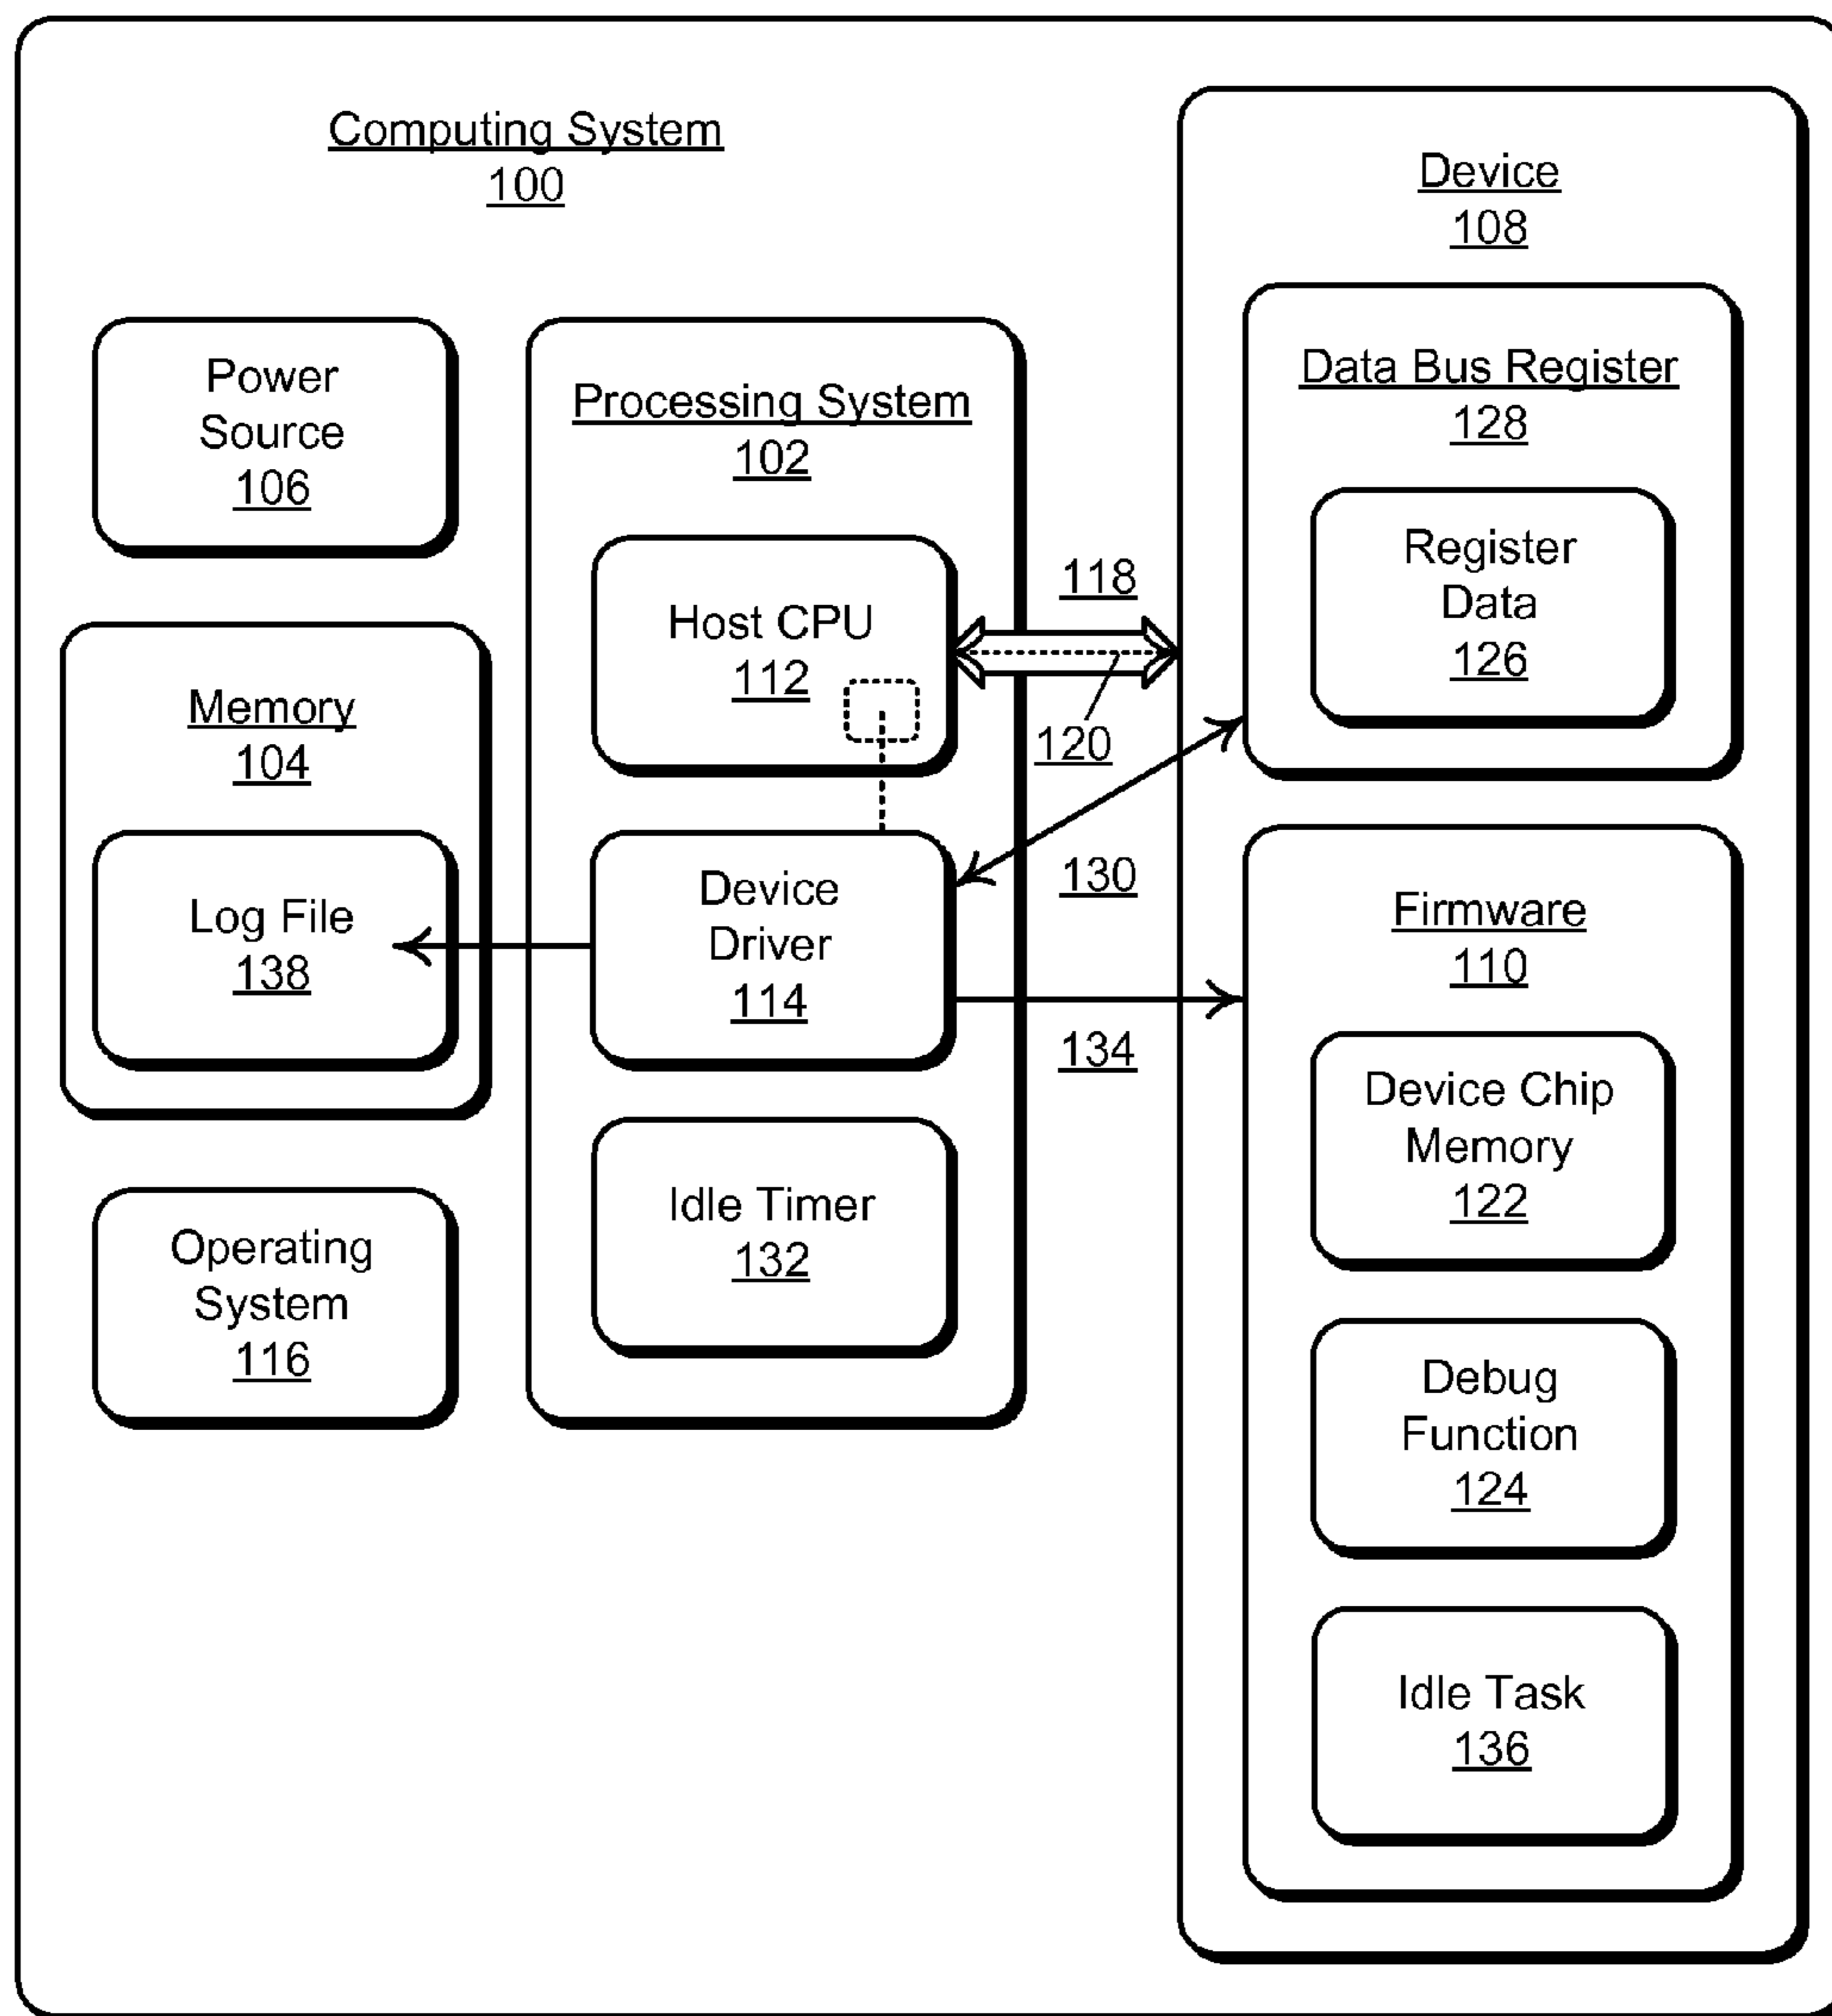 Computing System
100
Power
Source
106
Memory
104
Log File
138
Operating
System
116
Processing System
102
Host CPU
112
Device
Driver
114
Idle Timer
132
118
120
130
134
Device
108
Data Bus Register
128
Register
Data
126
Firmware
110
Device Chip
Memory
122
Debug
Function
124
Idle Task
136